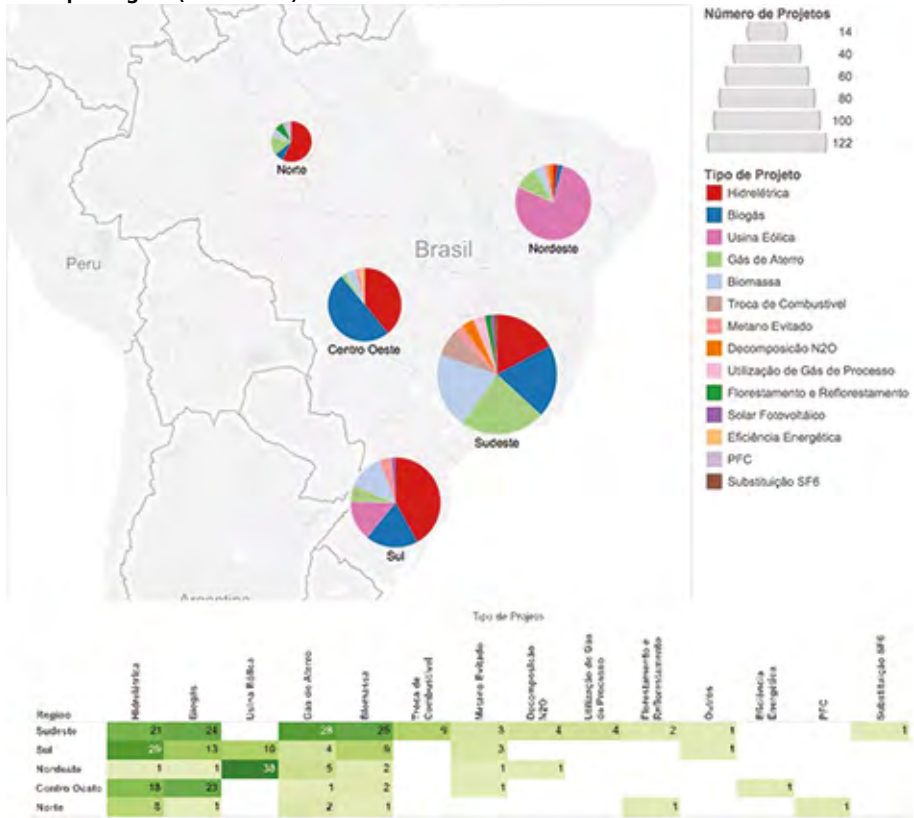 Número de Projetos
14
40
60
80
100
122
Tipo de Projeto
Hidrelétrica
Biogás
Usina Eólica
Gás de Aterro
Biomassa
Troca de Combustível
Metano Evitado
Decomposicão N2O
Utilização de Gás de Processo
Florestamento e Reflorestamento
Solar Fotovoltáico
Eficiência Energética
PFC
Substituição SF6
Norte
Nordeste
Brasil
Peru
Centro Oeste
Sudeste
Sul
Tipo de Projeto
Região Hidrelétrica Biogás Usina Eólica Gás de Aterro Biomassa Troca de Combustível Metano Evitado Decomposição N2O Utilização de Gás de Processo Florestamento e Reflorestamento Outros Eficiência Energética PFC Substituição SF6
Sudeste 21 24 28 25 9 3 4 4 2 1 1
Sul 29 13 10 4 9 3 1
Nordeste 1 1 38 5 2 1 1
Centro Oeste 18 23 1 2 1 1
Norte 8 1 2 1 1 1